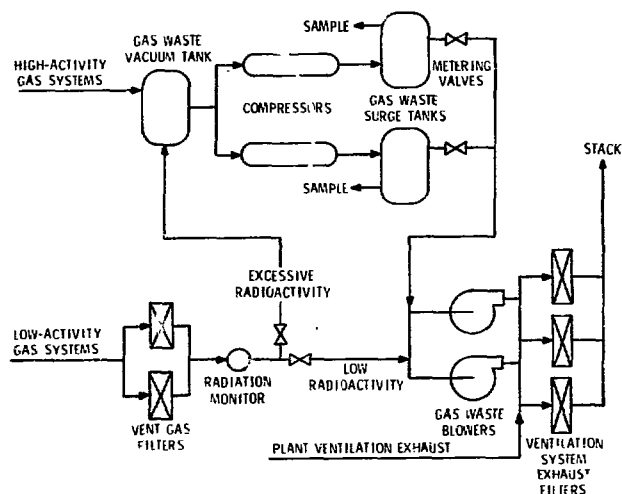 SAMPLE
GAS WASTE
VACUUM TANK
HIGH-ACTIVITY
GAS SYSTEMS
METERING
VALVES
COMPRESSORS
GAS WASTE
SURGE TANKS
STACK
SAMPLE
EXCESSIVE
RADIOACTIVITY
LOW-ACTIVITY
GAS SYSTEMS
RADIATION
MONITOR
LOW
RADIOACTIVITY
VENT GAS
FILTERS
GAS WASTE
BLOWERS
PLANT VENTILATION EXHAUST
VENTILATION
SYSTEM
EXHAUST
FILTERS